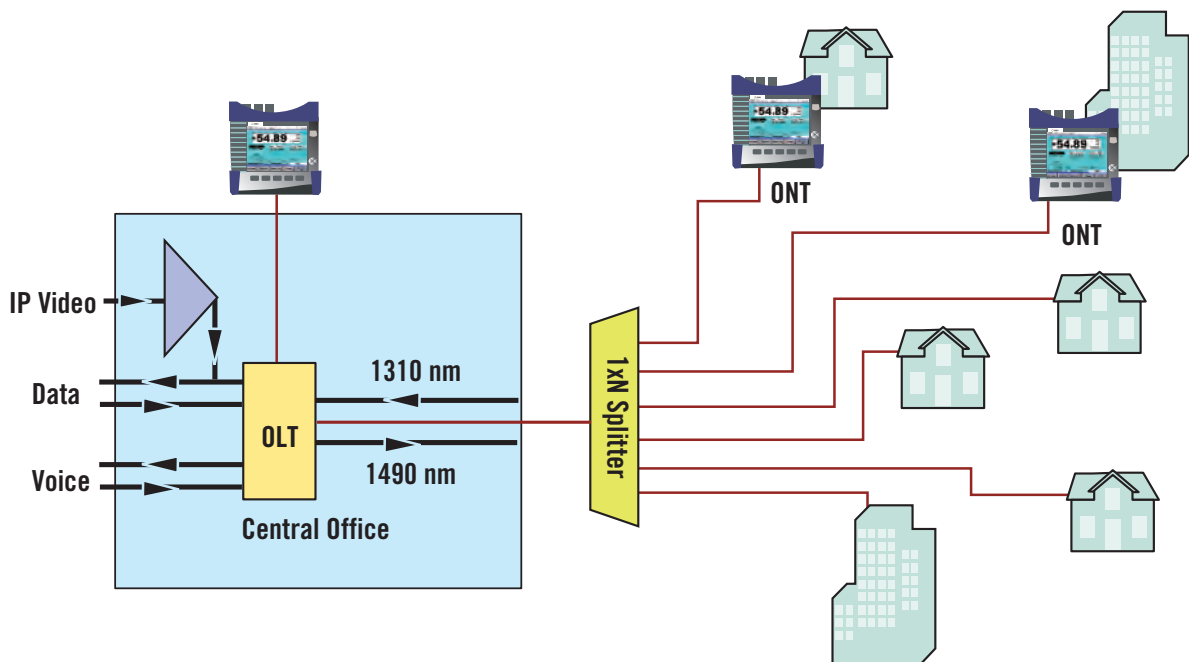 -54.89
-54.89
-54.89
ONT
ONT
IP Video
Data
Voice
OLT
1310 nm
1490 nm
Central Office
1xN Splitter